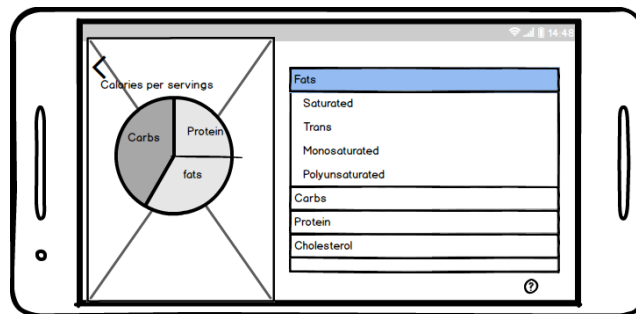 14:48
Calories per servings
Carbs
Protein
fats
Fats
Saturated
Trans
Monosaturated
Polyunsaturated
Carbs
Protein
Cholesterol
?